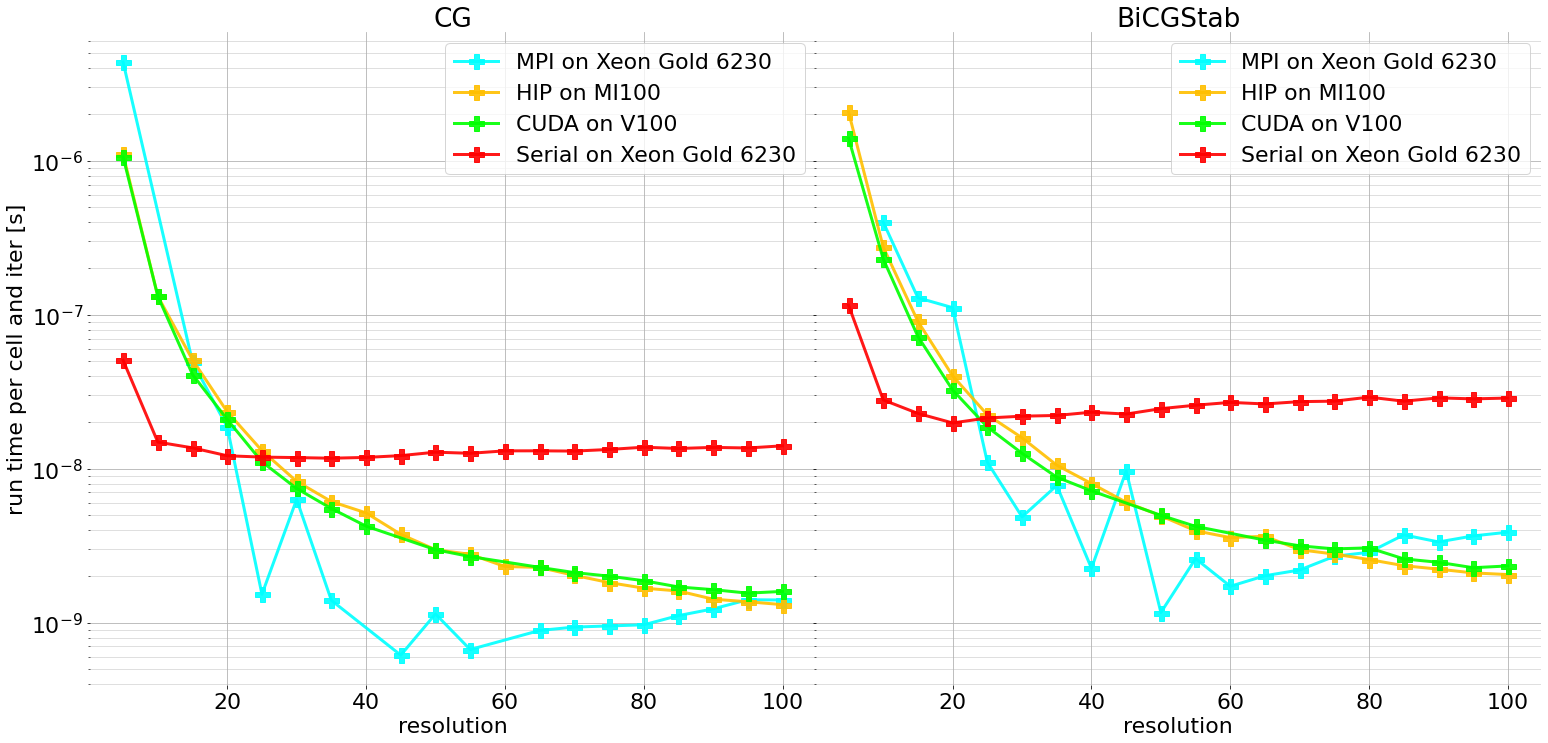 CG
BiCGStab
MPI on Xeon Gold 6230
HIP on MI100
CUDA on V100
Serial on Xeon Gold 6230
MPI on Xeon Gold 6230
HIP on MI100
CUDA on V100
Serial on Xeon Gold 6230
run time per cell and iter [s]
10⁻⁶
10⁻⁷
10⁻⁸
10⁻⁹
20 40 60 80 100
20 40 60 80 100
resolution
resolution